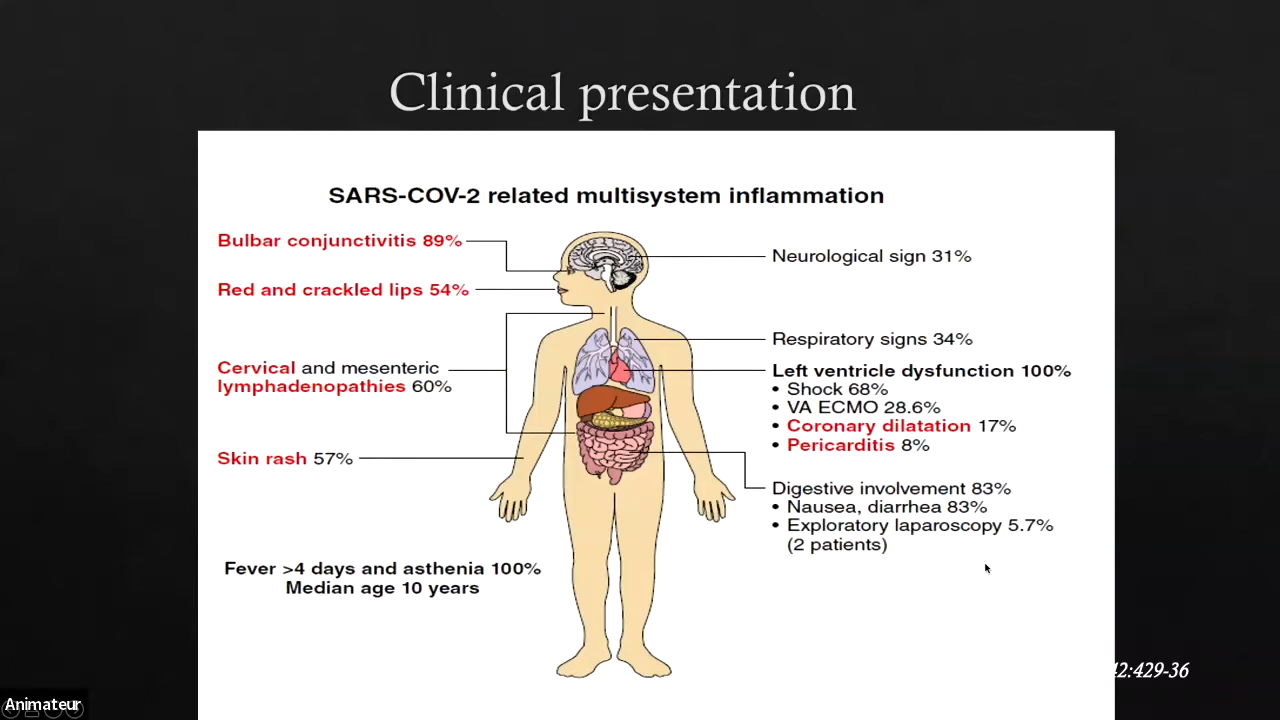 Clinical presentation
SARS-COV-2 related multisystem inflammation
Bulbar conjunctivitis 89%
Red and crackled lips 54%
Cervical and mesenteric
lymphadenopathies 60%
Skin rash 57%
Fever >4 days and asthenia 100%
Median age 10 years
Neurological sign 31%
Respiratory signs 34%
Left ventricle dysfunction 100%
• Shock 68%
• VA ECMO 28.6%
• Coronary dilatation 17%
• Pericarditis 8%
Digestive involvement 83%
• Nausea, diarrhea 83%
• Exploratory laparoscopy 5.7%
(2 patients)
42:429-36
Animateur